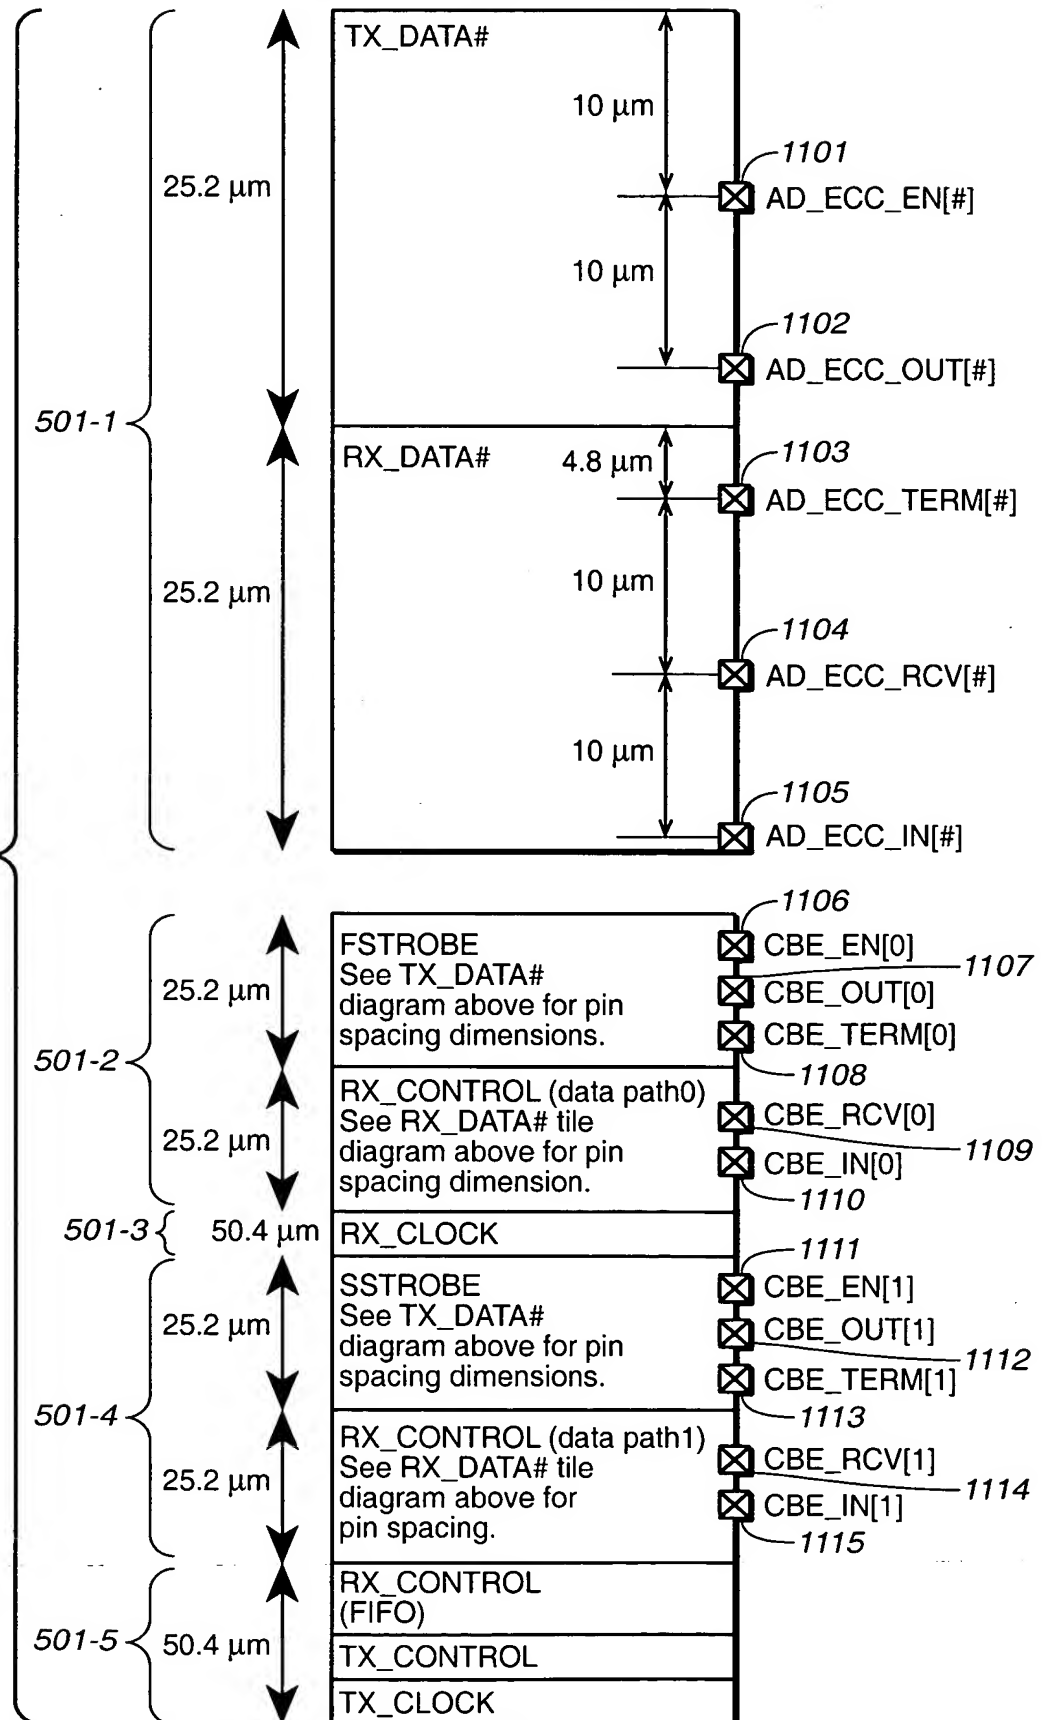 TX_DATA#
10 μm
1101
25.2 μm
AD_ECC_EN[#]
10 μm
1102
AD_ECC_OUT[#]
501-1
RX_DATA#
4.8 μm
1103
AD_ECC_TERM[#]
10 μm
25.2 μm
1104
AD_ECC_RCV[#]
10 μm
1105
AD_ECC_IN[#]
1106
FSTROBE
CBE_EN[0]
See TX_DATA#
1107
25.2 μm
diagram above for pin
CBE_OUT[0]
spacing dimensions.
CBE_TERM[0]
501-2
1108
RX_CONTROL (data path0)
CBE_RCV[0]
See RX_DATA# tile
25.2 μm
diagram above for pin
1109
CBE_IN[0]
spacing dimension.
1110
501-3
50.4 μm
RX_CLOCK
1111
SSTROBE
CBE_EN[1]
See TX_DATA#
25.2 μm
diagram above for pin
CBE_OUT[1]
1112
spacing dimensions.
CBE_TERM[1]
501-4
1113
RX_CONTROL (data path1)
CBE_RCV[1]
See RX_DATA# tile
25.2 μm
1114
diagram above for
CBE_IN[1]
pin spacing.
1115
RX_CONTROL
(FIFO)
501-5
50.4 μm
TX_CONTROL
TX_CLOCK